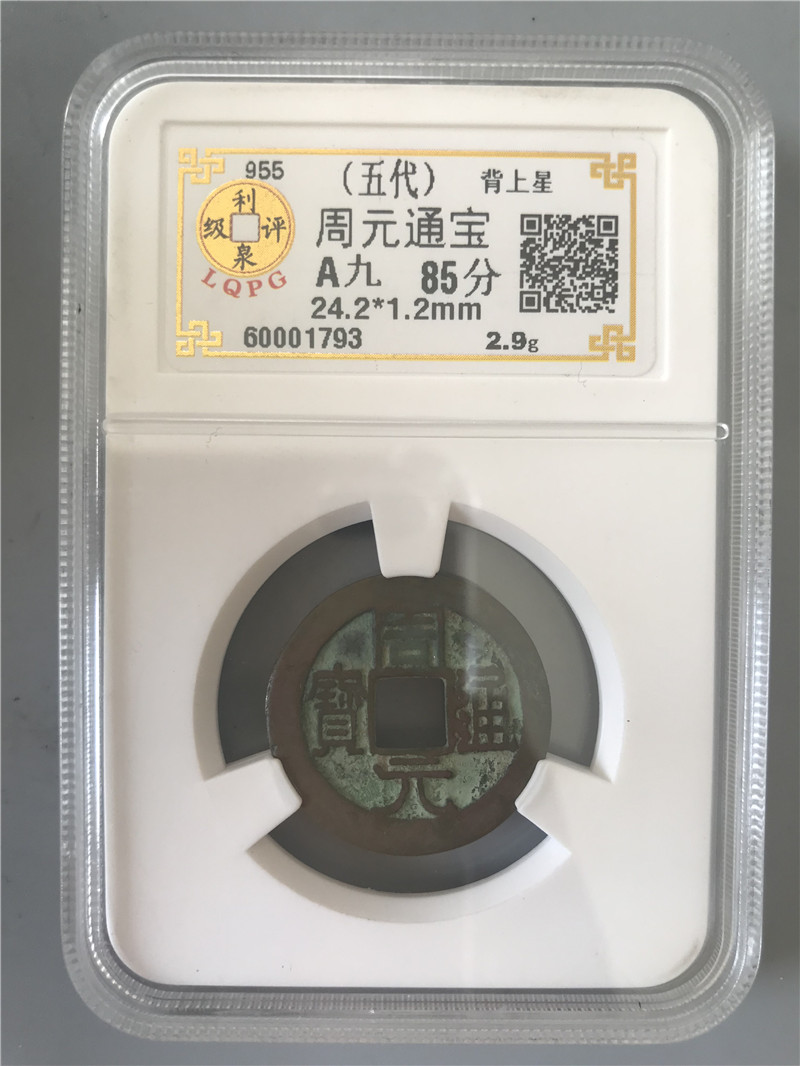 955 （五代） 背上星
利泉评级
LQPG
周元通宝
A九 85分
24.2*1.2mm
60001793 2.9g
周元通寶